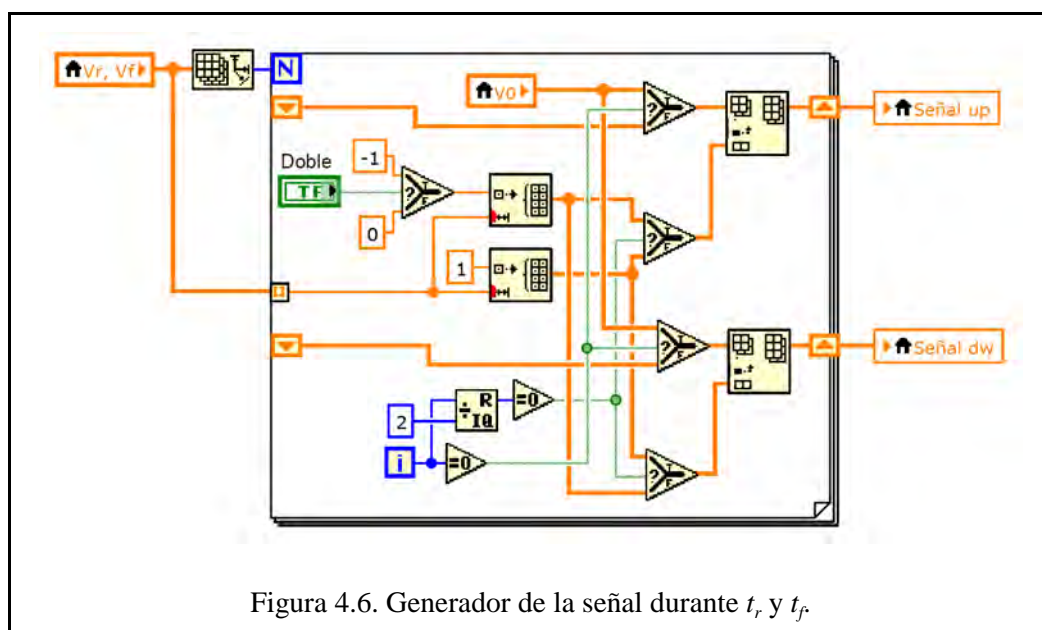 Vr, Vf
N
vo
Señal up
Doble
-1
TF
0
1
Señal dw
2
R
IQ
=0
i
=0
? T F
? T F
? T F
? T F
? T F
Figura 4.6. Generador de la señal durante tr y tf.